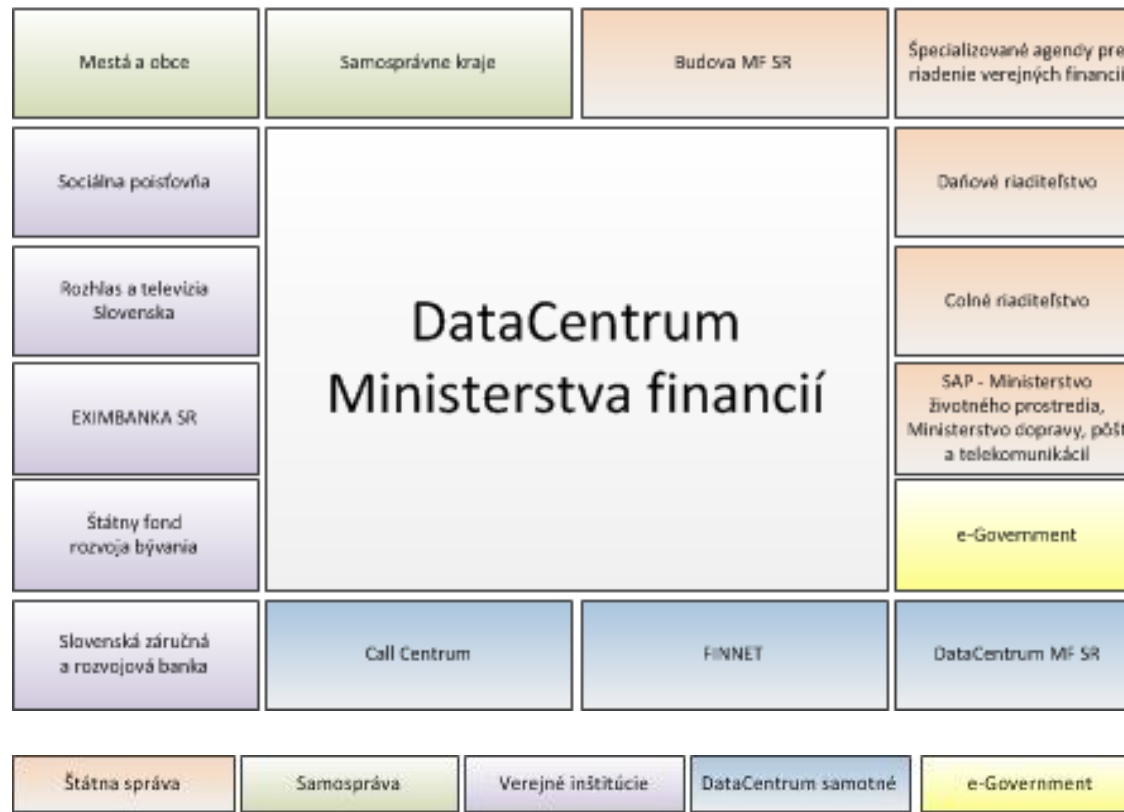 Mestá a obce
Samosprávne kraje
Budova MF SR
Špecializované agendy pre
riadenie verejných financií
Sociálna poisťovňa
Daňové riaditeľstvo
Rozhlas a televízia
Slovenska
Colné riaditeľstvo
DataCentrum
Ministerstva financií
EXIMBANKA SR
SAP - Ministerstvo
životného prostredia,
Ministerstvo dopravy, pôšt
a telekomunikácií
Štátny fond
rozvoja bývania
e-Government
Slovenská záručná
a rozvojová banka
Call Centrum
FINNET
DataCentrum MF SR
Štátna správa
Samospráva
Verejné inštitúcie
DataCentrum samotné
e-Government